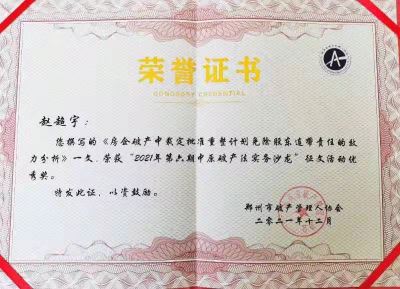 荣誉证书
HONORARY CREDENTIAL
赵超宇：
您撰写的《房企破产中裁定批准重整计划免除股东连带责任的效
力分析》一文，荣获“2021年第六期中原破产法实务沙龙”征文活动优
秀奖。
特发此证，以资鼓励。
郑州市破产管理人协会
二零二一年十二月